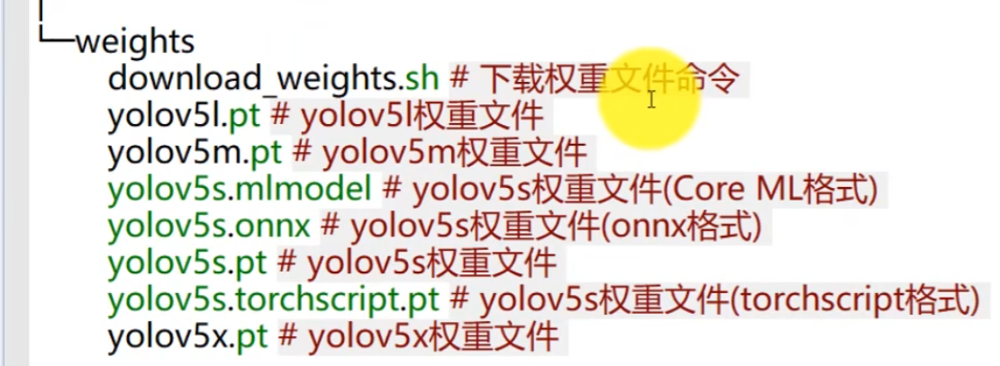 └─weights
download_weights.sh # 下载权重文件命令
yolov5l.pt # yolov5l权重文件
yolov5m.pt # yolov5m权重文件
yolov5s.mlmodel # yolov5s权重文件(Core ML格式)
yolov5s.onnx # yolov5s权重文件(onnx格式)
yolov5s.pt # yolov5s权重文件
yolov5s.torchscript.pt # yolov5s权重文件(torchscript格式)
yolov5x.pt # yolov5x权重文件